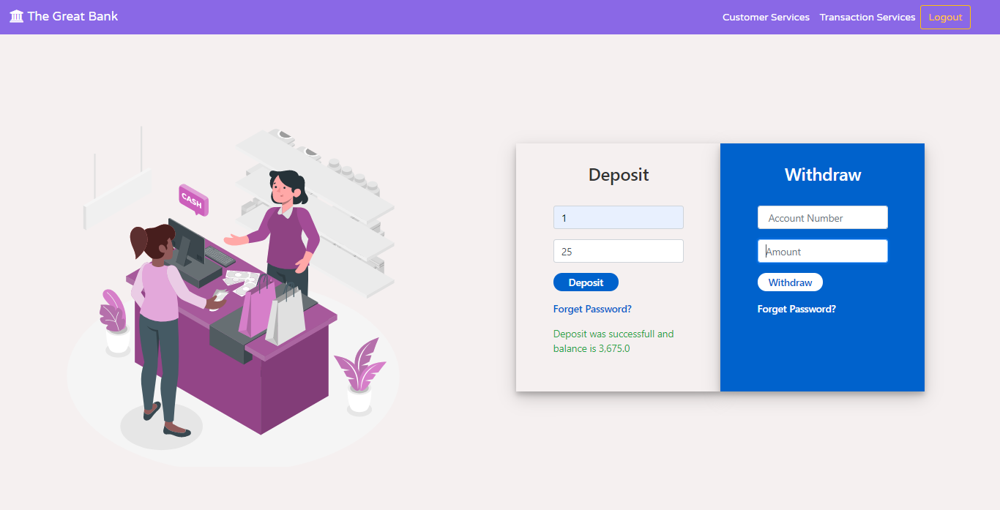 The Great Bank
Customer Services
Transaction Services
Logout
CASH
Deposit
1
25
Deposit
Forget Password?
Deposit was successfull and
balance is 3,675.0
Withdraw
Account Number
Amount
Withdraw
Forget Password?